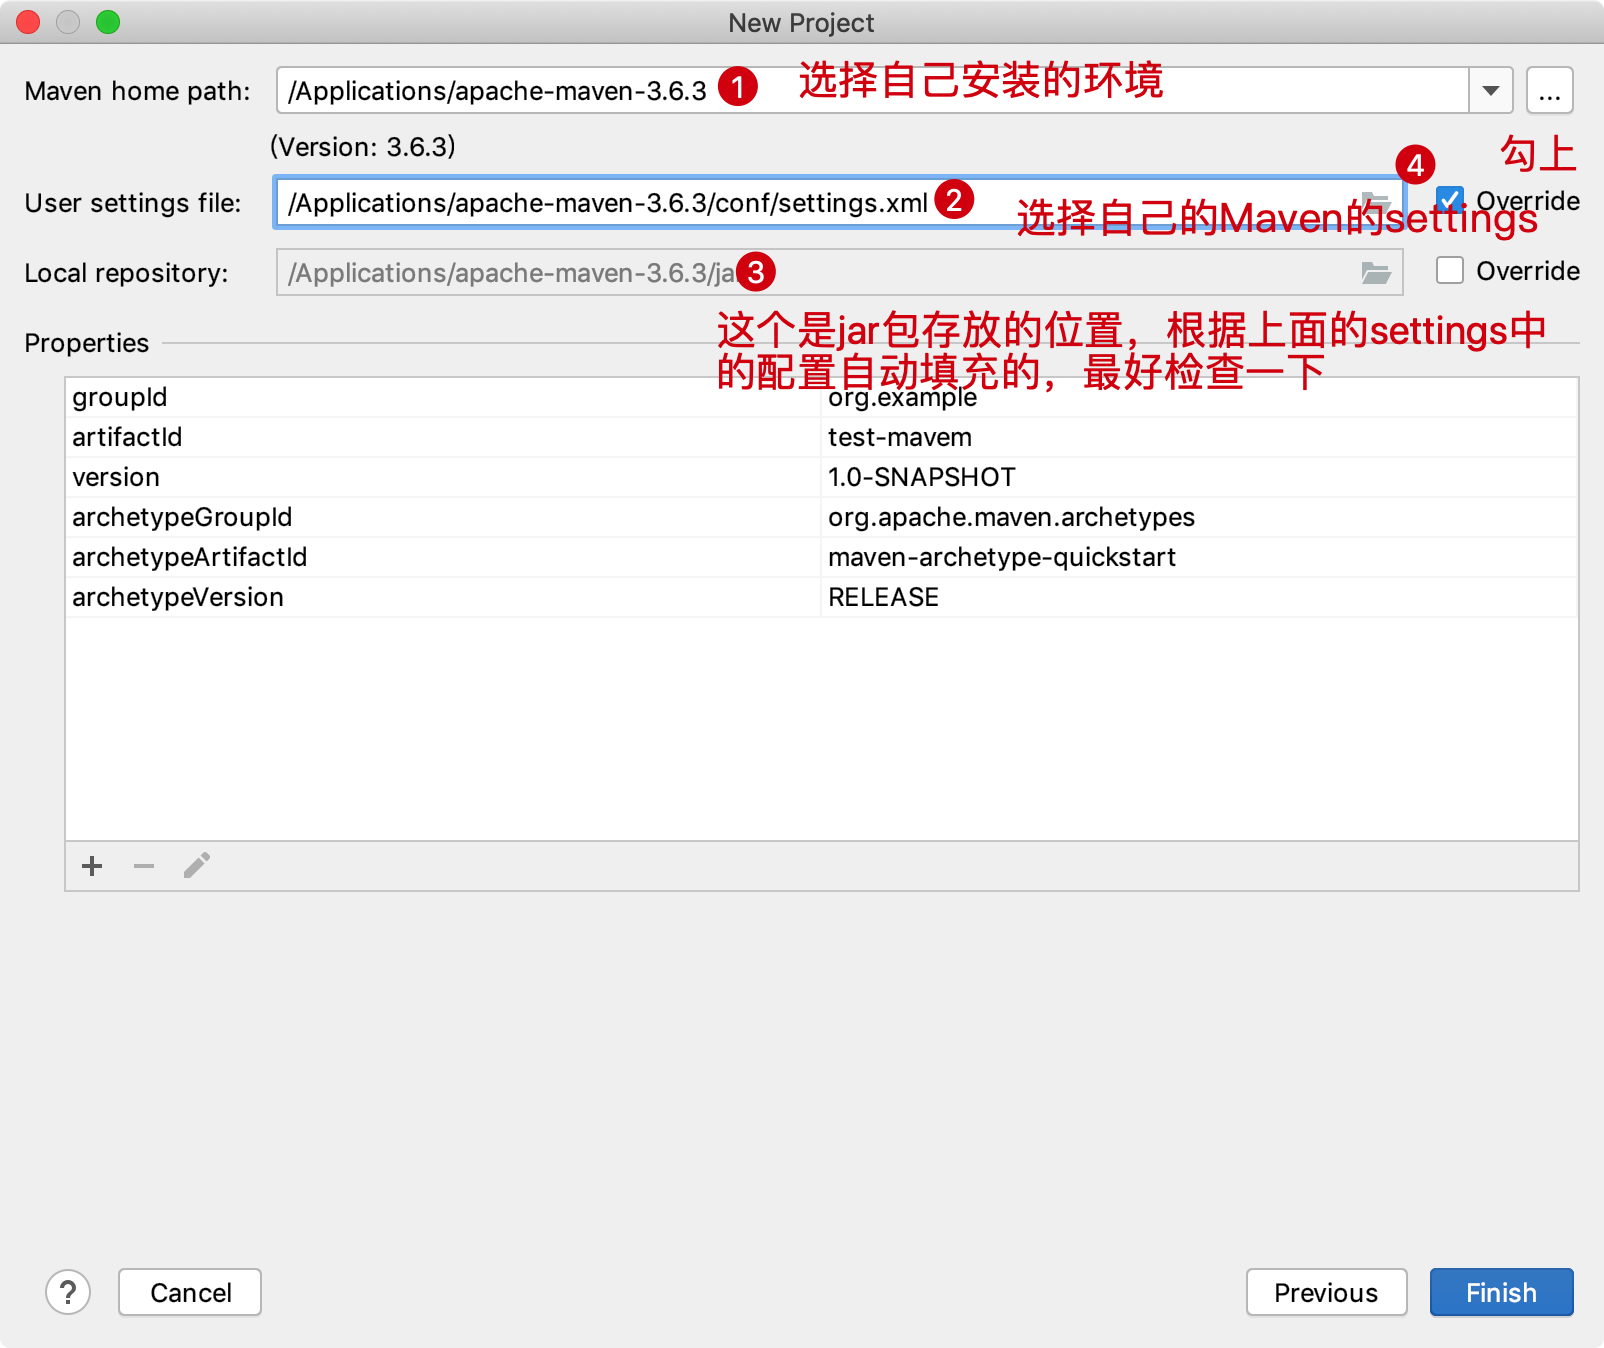 New Project
Maven home path: /Applications/apache-maven-3.6.3 1 选择自己安装的环境 ...
(Version: 3.6.3)
4 勾上
User settings file: /Applications/apache-maven-3.6.3/conf/settings.xml 2 选择自己的Maven的settings Override
Local repository: /Applications/apache-maven-3.6.3/ja 3 Override
这个是jar包存放的位置，根据上面的settings中
Properties
的配置自动填充的，最好检查一下
groupId org.example
artifactId test-mavem
version 1.0-SNAPSHOT
archetypeGroupId org.apache.maven.archetypes
archetypeArtifactId maven-archetype-quickstart
archetypeVersion RELEASE
? Cancel Previous Finish